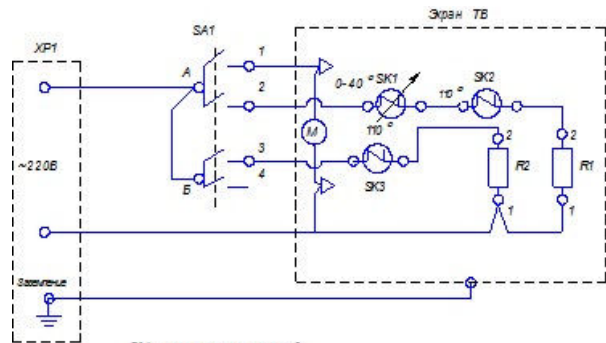 Экран ТВ
SA1
ХР1
1
А
2
0-40° SK1
110° SK2
М
110°
2
2
3
4
~220В
Б
SK3
R2
R1
1
1
Заземление